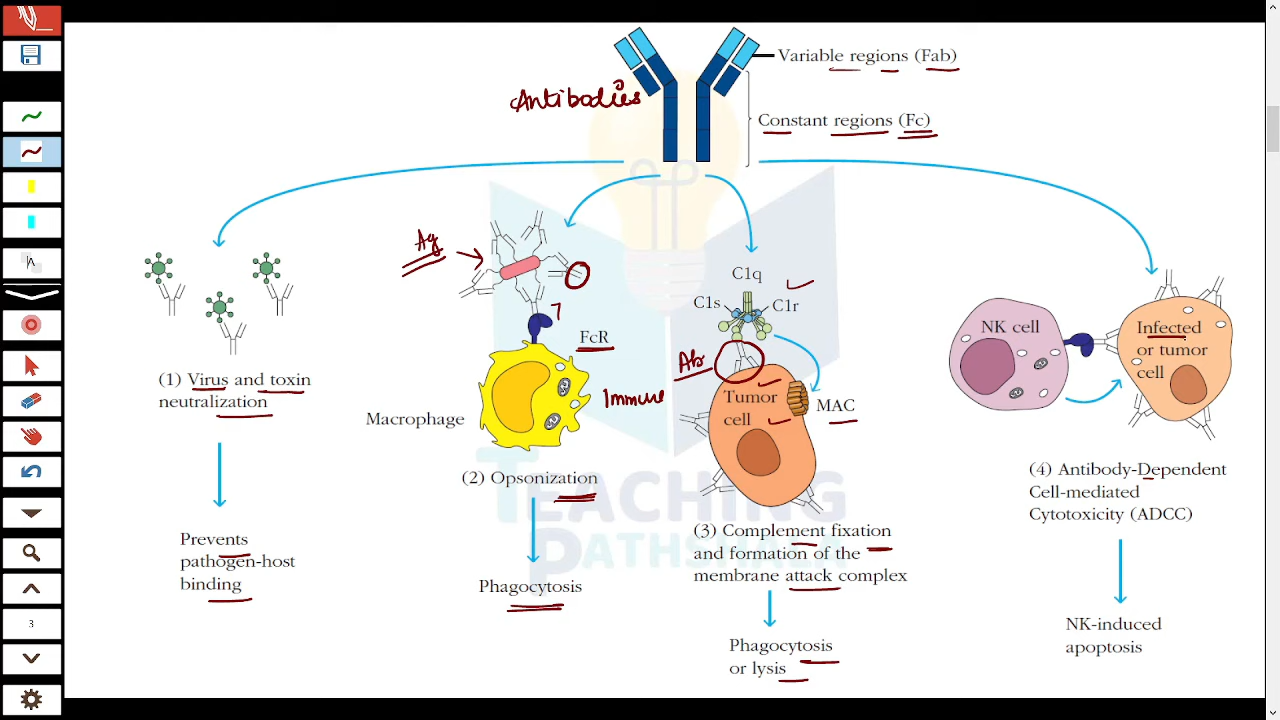 Variable regions (Fab)
Antibodies
Constant regions (Fc)
Ag
C1q
C1s
C1r
NK cell
Infected
or tumor
cell
FcR
Ab
(1) Virus and toxin
neutralization
Immune
Tumor
cell
MAC
Macrophage
(2) Opsonization
(4) Antibody-Dependent
Cell-mediated
Cytotoxicity (ADCC)
TEACHING
PATHSHALA
(3) Complement fixation
and formation of the
membrane attack complex
Prevents
pathogen-host
binding
Phagocytosis
NK-induced
apoptosis
Phagocytosis
or lysis
3